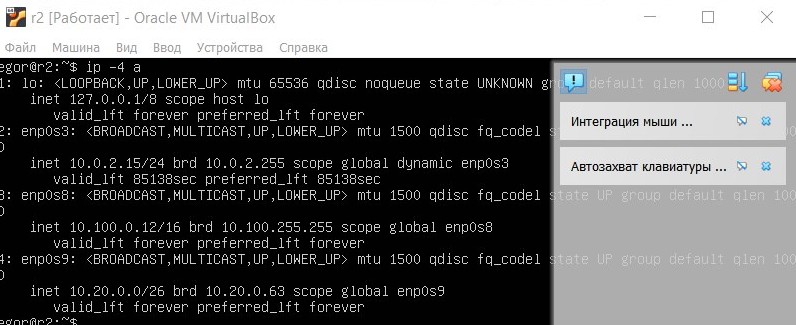 r2 [Работает] - Oracle VM VirtualBox
Файл Машина Вид Ввод Устройства Справка
egor@r2:~$ ip -4 a
1: lo: <LOOPBACK,UP,LOWER_UP> mtu 65536 qdisc noqueue state UNKNOWN group default qlen 1000
inet 127.0.0.1/8 scope host lo
valid_lft forever preferred_lft forever
2: enp0s3: <BROADCAST,MULTICAST,UP,LOWER_UP> mtu 1500 qdisc fq_codel
0
inet 10.0.2.15/24 brd 10.0.2.255 scope global dynamic enp0s3
valid_lft 85138sec preferred_lft 85138sec
3: enp0s8: <BROADCAST,MULTICAST,UP,LOWER_UP> mtu 1500 qdisc fq_codel state UP group default qlen 100
0
inet 10.100.0.12/16 brd 10.100.255.255 scope global enp0s8
valid_lft forever preferred_lft forever
4: enp0s9: <BROADCAST,MULTICAST,UP,LOWER_UP> mtu 1500 qdisc fq_codel state UP group default qlen 100
0
inet 10.20.0.0/26 brd 10.20.0.63 scope global enp0s9
valid_lft forever preferred_lft forever
egor@r2:~$
Интеграция мыши ...
Автозахват клавиатуры ...